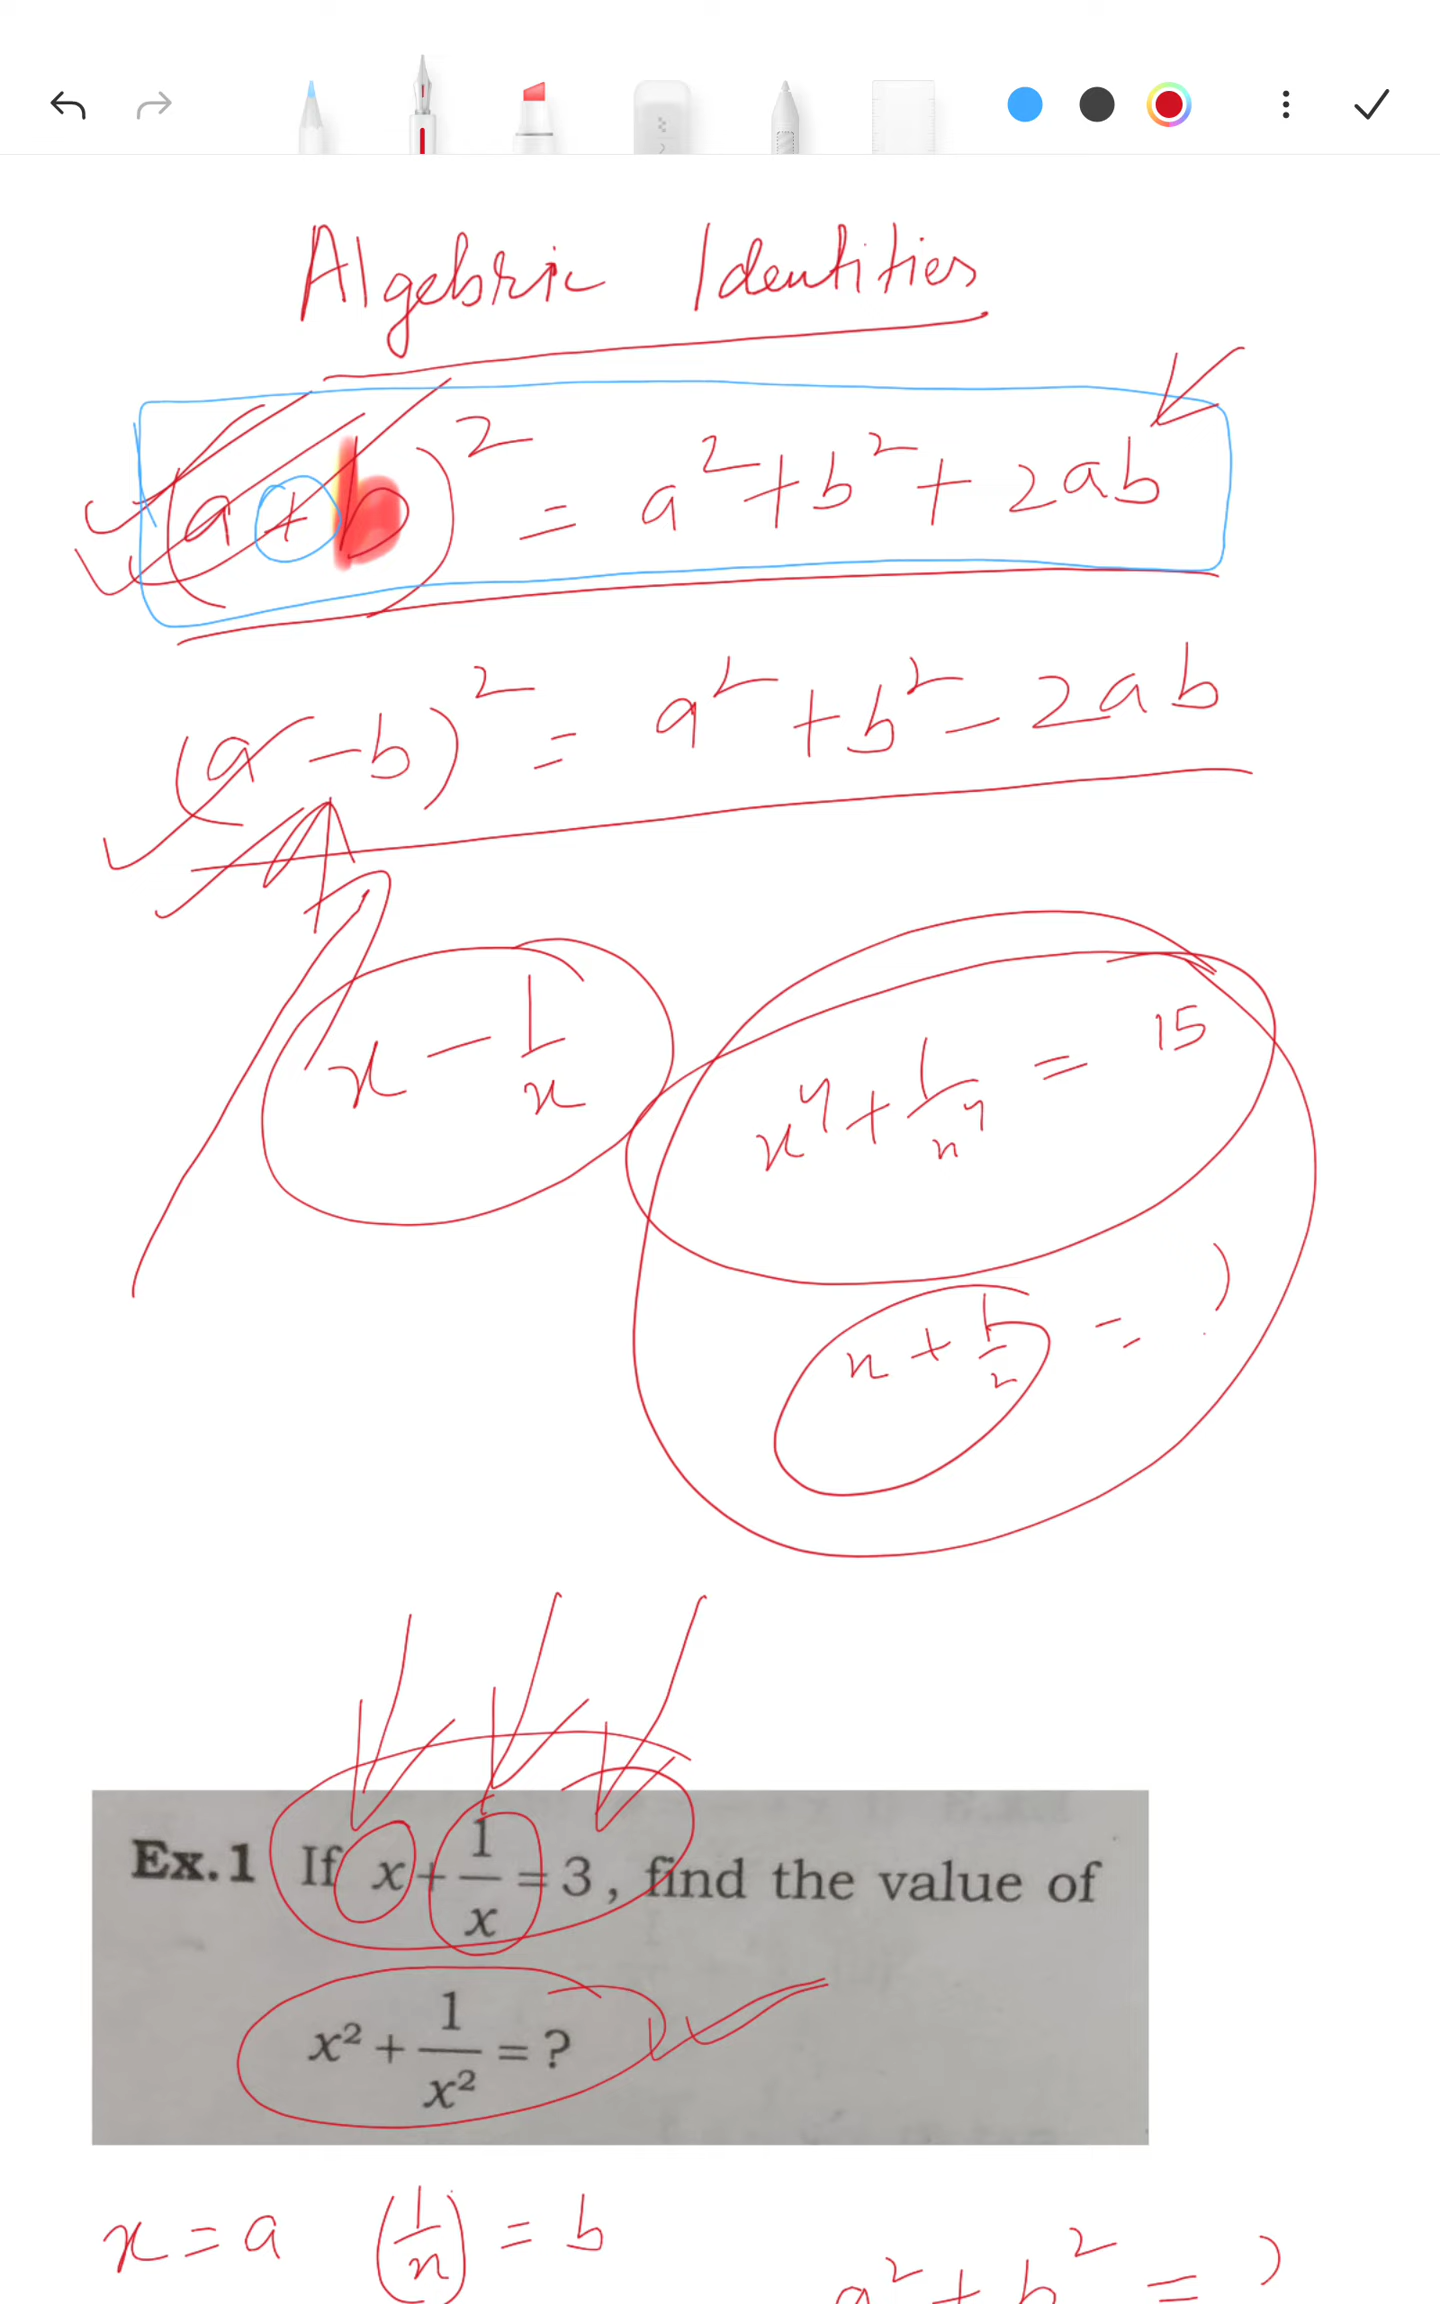 Algebric Identities
(a+b)² = a²+b²+2ab
(a-b)² = a²+b²-2ab
x - 1/x
x⁴ + 1/x⁴ = 15
x + 1/2 = ?
Ex.1 If x + 1/x = 3, find the value of
x² + 1/x² = ?
x = a (1/x) = b
a² + b² = ?